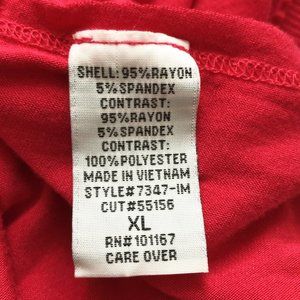 SHELL: 95%RAYON
5%SPANDEX
CONTRAST:
95%RAYON
5%SPANDEX
CONTRAST:
100%POLYESTER
MADE IN VIETNAM
STYLE#7347-IM
CUT#55156
XL
RN#101167
CARE OVER